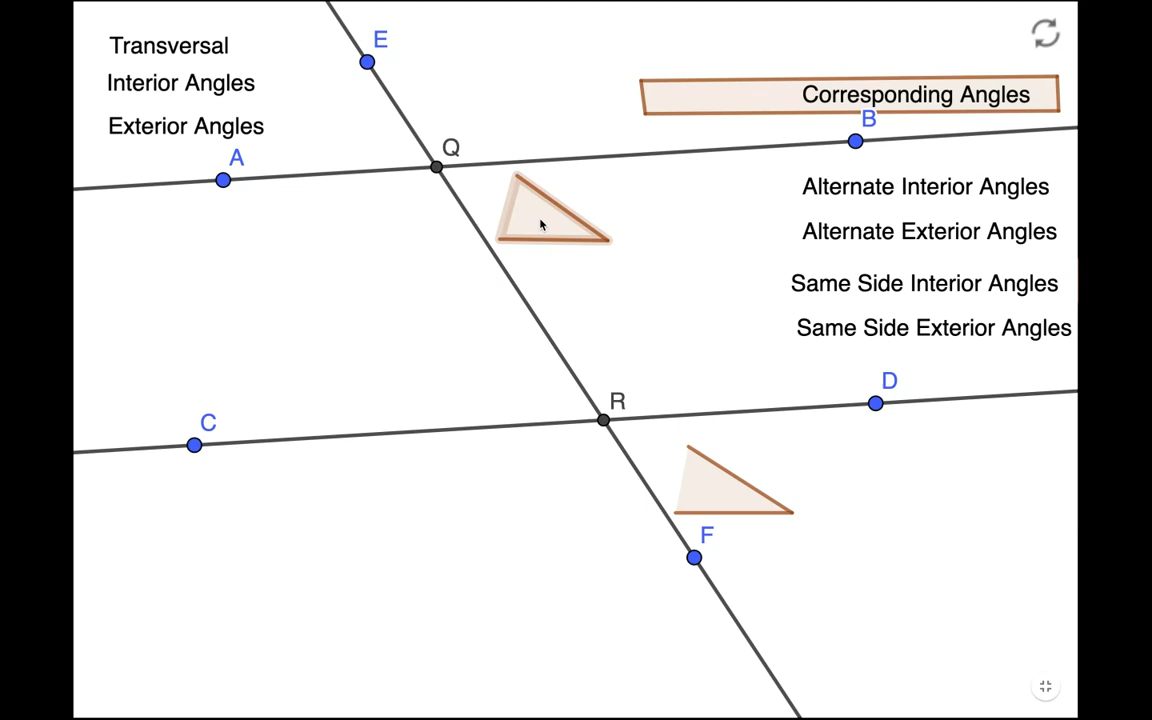 Transversal
Interior Angles
Exterior Angles
E
Corresponding Angles
B
Q
A
Alternate Interior Angles
Alternate Exterior Angles
Same Side Interior Angles
Same Side Exterior Angles
D
R
C
F